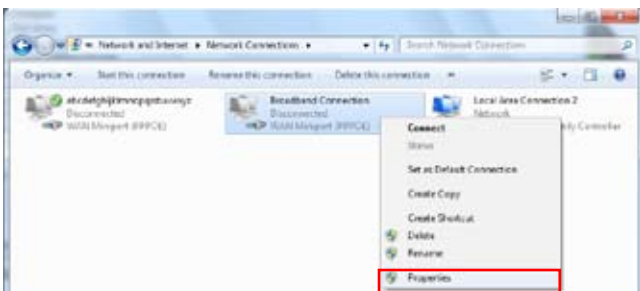 Network and Internet ▸ Network Connections ▸
Search Network Connection
Organize
Start this connection
Rename this connection
Delete this connection
Disconnected
WAN Miniport (PPPOE)
Broadband Connection
Disconnected
WAN Miniport (PPPOE)
Local Area Connection 2
Network
Controller
Connect
Status
Set as Default Connection
Create Copy
Create Shortcut
Delete
Rename
Properties